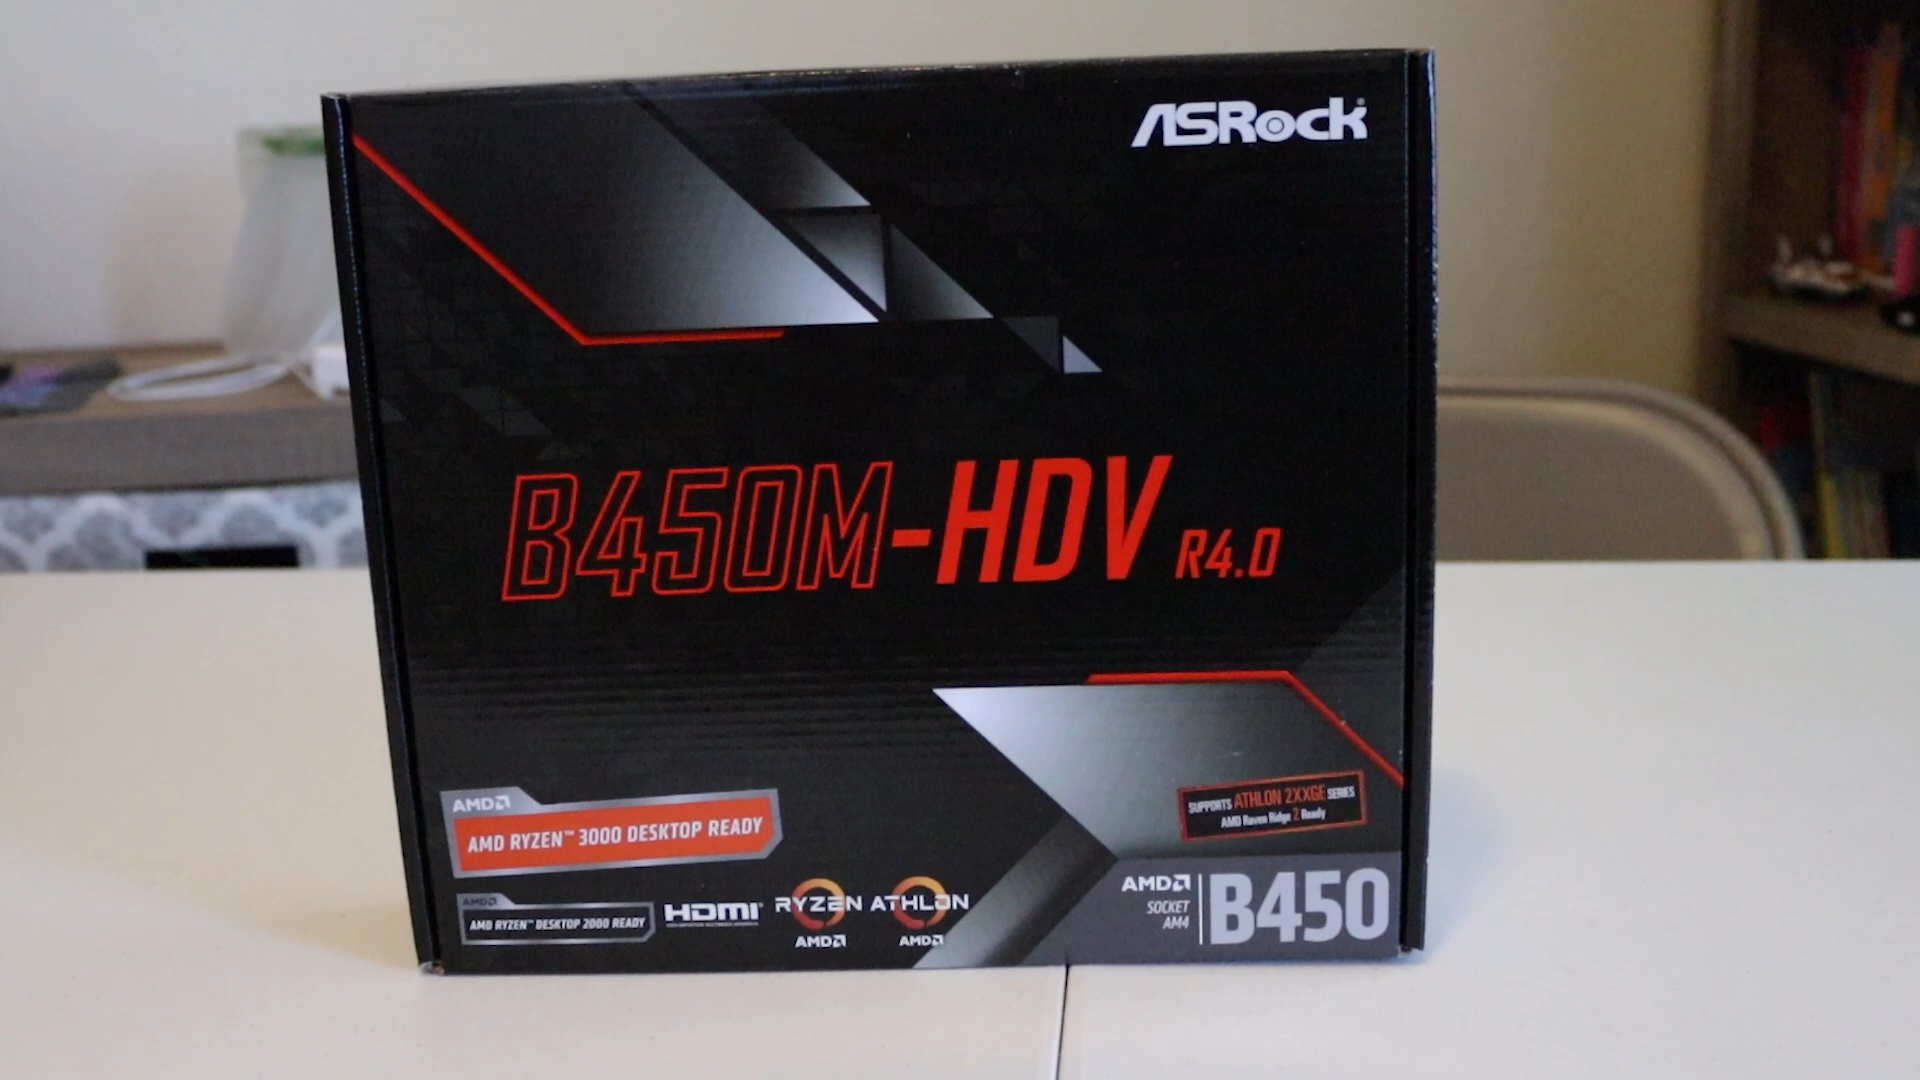 ASRock
B450M-HDV R4.0
AMD
AMD RYZEN™ 3000 DESKTOP READY
SUPPORTS ATHLON 2XXGE SERIES
AMD Raven Ridge 2 Ready
AMD
AMD RYZEN™ DESKTOP 2000 READY
HDMI
RYZEN
AMD
ATHLON
AMD
AMD
SOCKET
AM4
B450